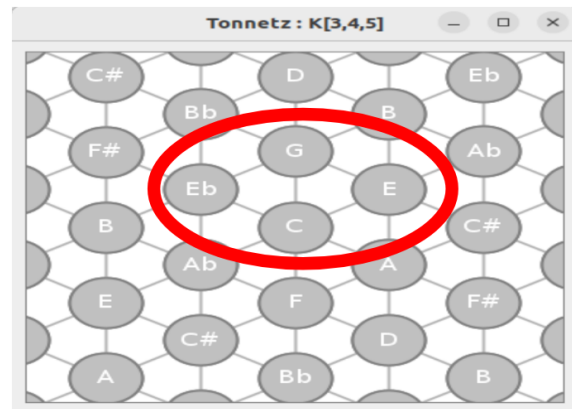 Tonnetz : K[3,4,5]
C# D Eb
Bb B
F# G Ab
Eb E
B C C#
Ab A
E F F#
C# D
A Bb B